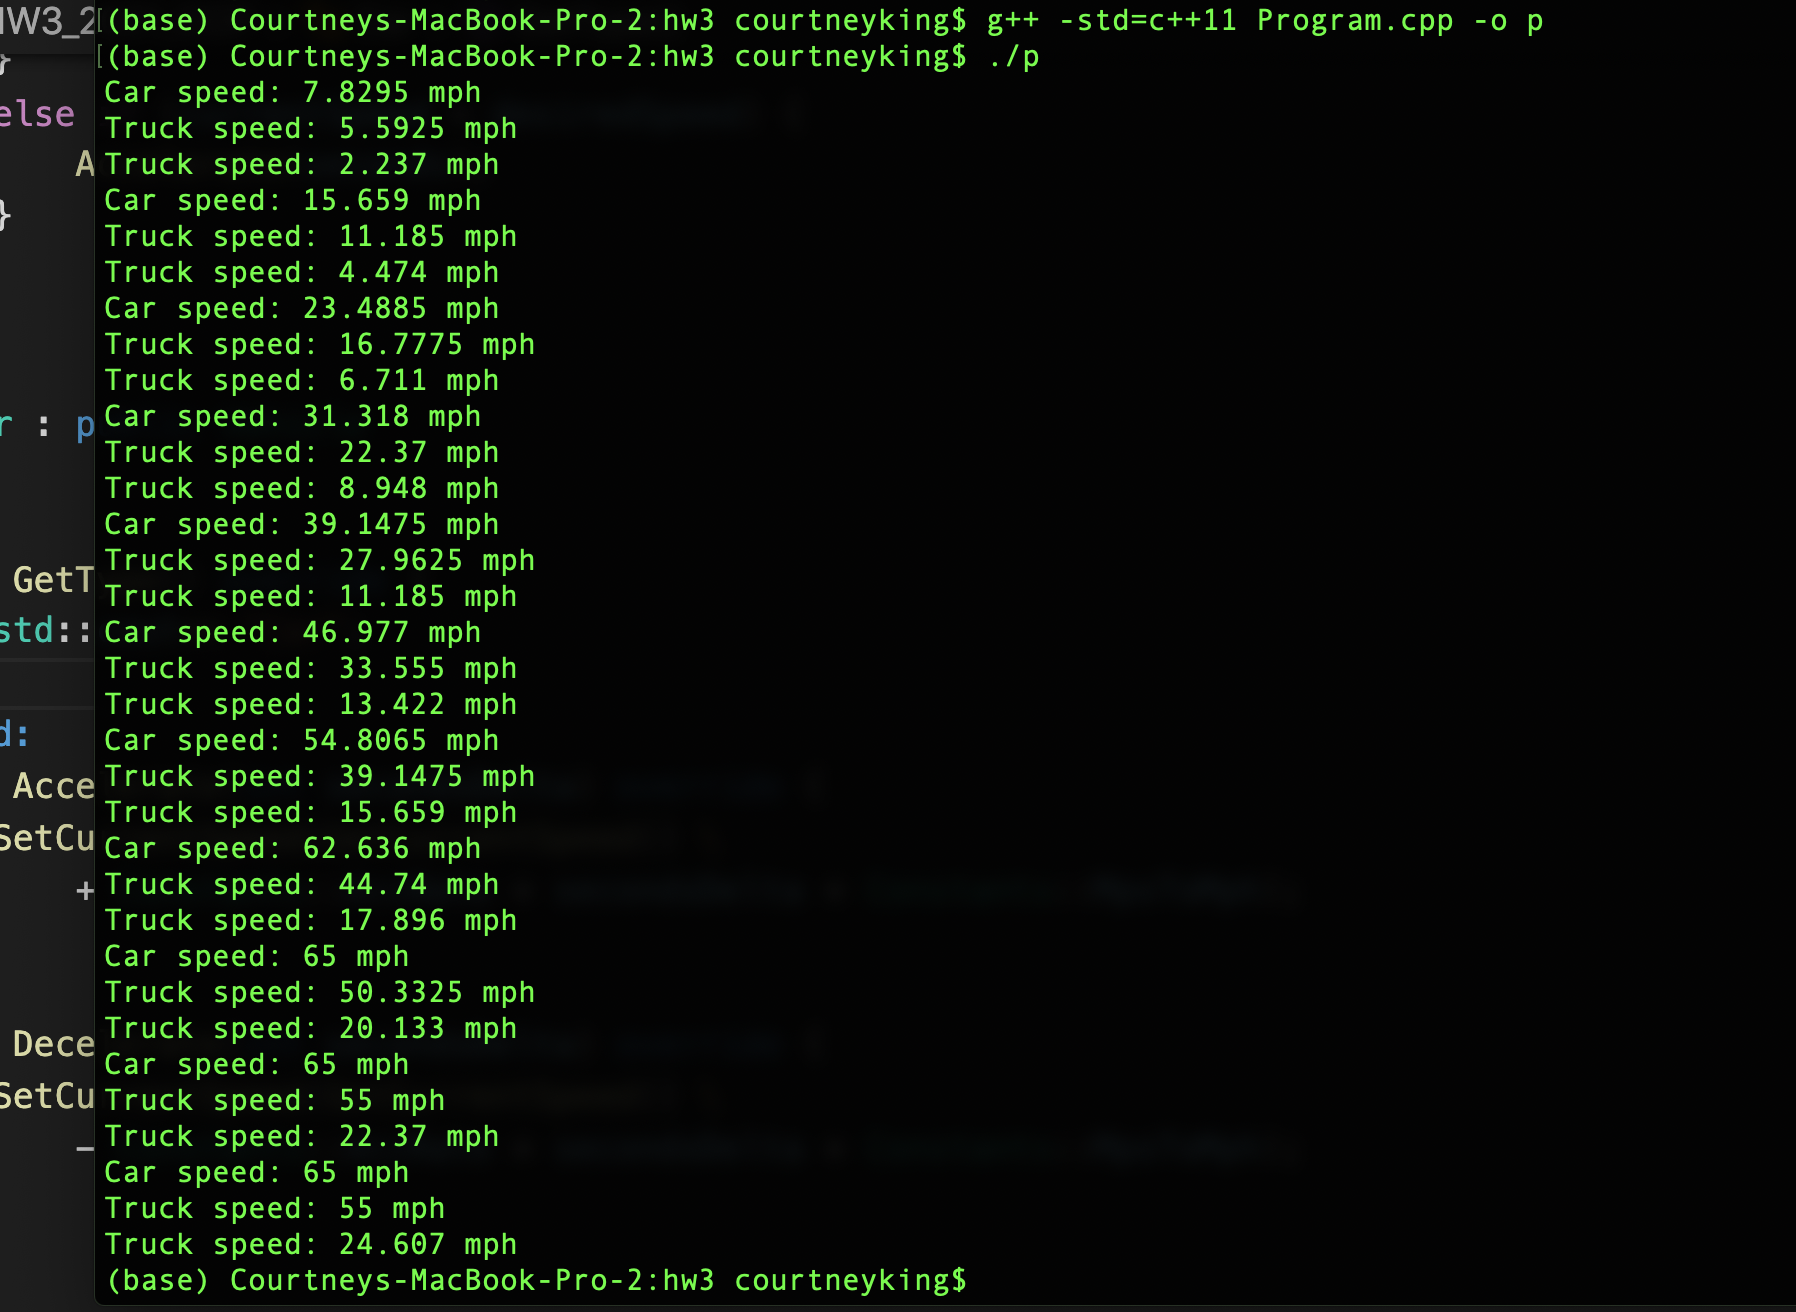 (base) Courtneys-MacBook-Pro-2:hw3 courtneyking$ g++ -std=c++11 Program.cpp -o p
(base) Courtneys-MacBook-Pro-2:hw3 courtneyking$ ./p
Car speed: 7.8295 mph
Truck speed: 5.5925 mph
Truck speed: 2.237 mph
Car speed: 15.659 mph
Truck speed: 11.185 mph
Truck speed: 4.474 mph
Car speed: 23.4885 mph
Truck speed: 16.7775 mph
Truck speed: 6.711 mph
Car speed: 31.318 mph
Truck speed: 22.37 mph
Truck speed: 8.948 mph
Car speed: 39.1475 mph
Truck speed: 27.9625 mph
Truck speed: 11.185 mph
Car speed: 46.977 mph
Truck speed: 33.555 mph
Truck speed: 13.422 mph
Car speed: 54.8065 mph
Truck speed: 39.1475 mph
Truck speed: 15.659 mph
Car speed: 62.636 mph
Truck speed: 44.74 mph
Truck speed: 17.896 mph
Car speed: 65 mph
Truck speed: 50.3325 mph
Truck speed: 20.133 mph
Car speed: 65 mph
Truck speed: 55 mph
Truck speed: 22.37 mph
Car speed: 65 mph
Truck speed: 55 mph
Truck speed: 24.607 mph
(base) Courtneys-MacBook-Pro-2:hw3 courtneyking$
}
else
A
}
r : p
GetT
std::
d:
Acce
SetCu
+
Dece
SetCu
-